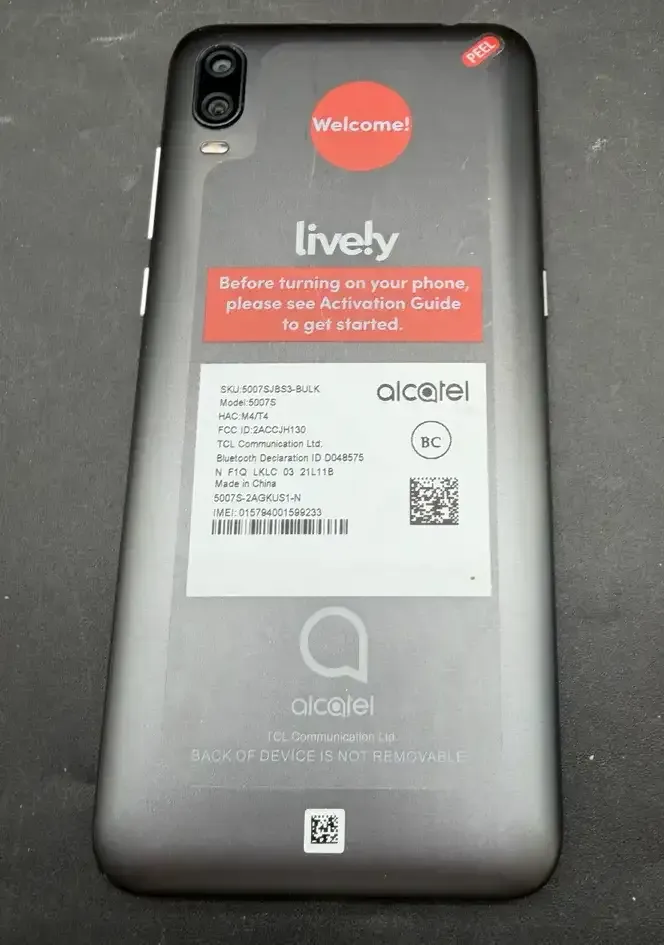 PEEL
Welcome!
lively
Before turning on your phone,
please see Activation Guide
to get started.
alcatel
SKU:5007SJBS3-BULK
Model:5007S
HAC:M4/T4
FCC ID:2ACCJH130
TCL Communication Ltd.
Bluetooth Declaration ID D048575
N F1Q LKLC 03 21L11B
Made in China
5007S-2AGKUS1-N
IMEI:015794001599233
BC
alcatel
TCL Communication Ltd.
BACK OF DEVICE IS NOT REMOVABLE